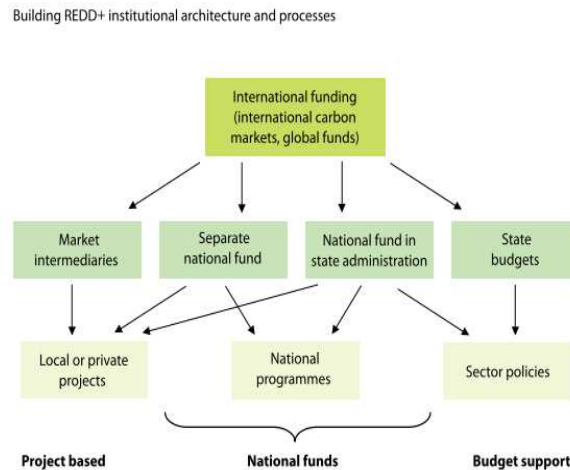 Building REDD+ institutional architecture and processes
International funding
(international carbon
markets, global funds)
Market
intermediaries
Separate
national fund
National fund in
state administration
State
budgets
Local or private
projects
National
programmes
Sector policies
Project based
National funds
Budget support